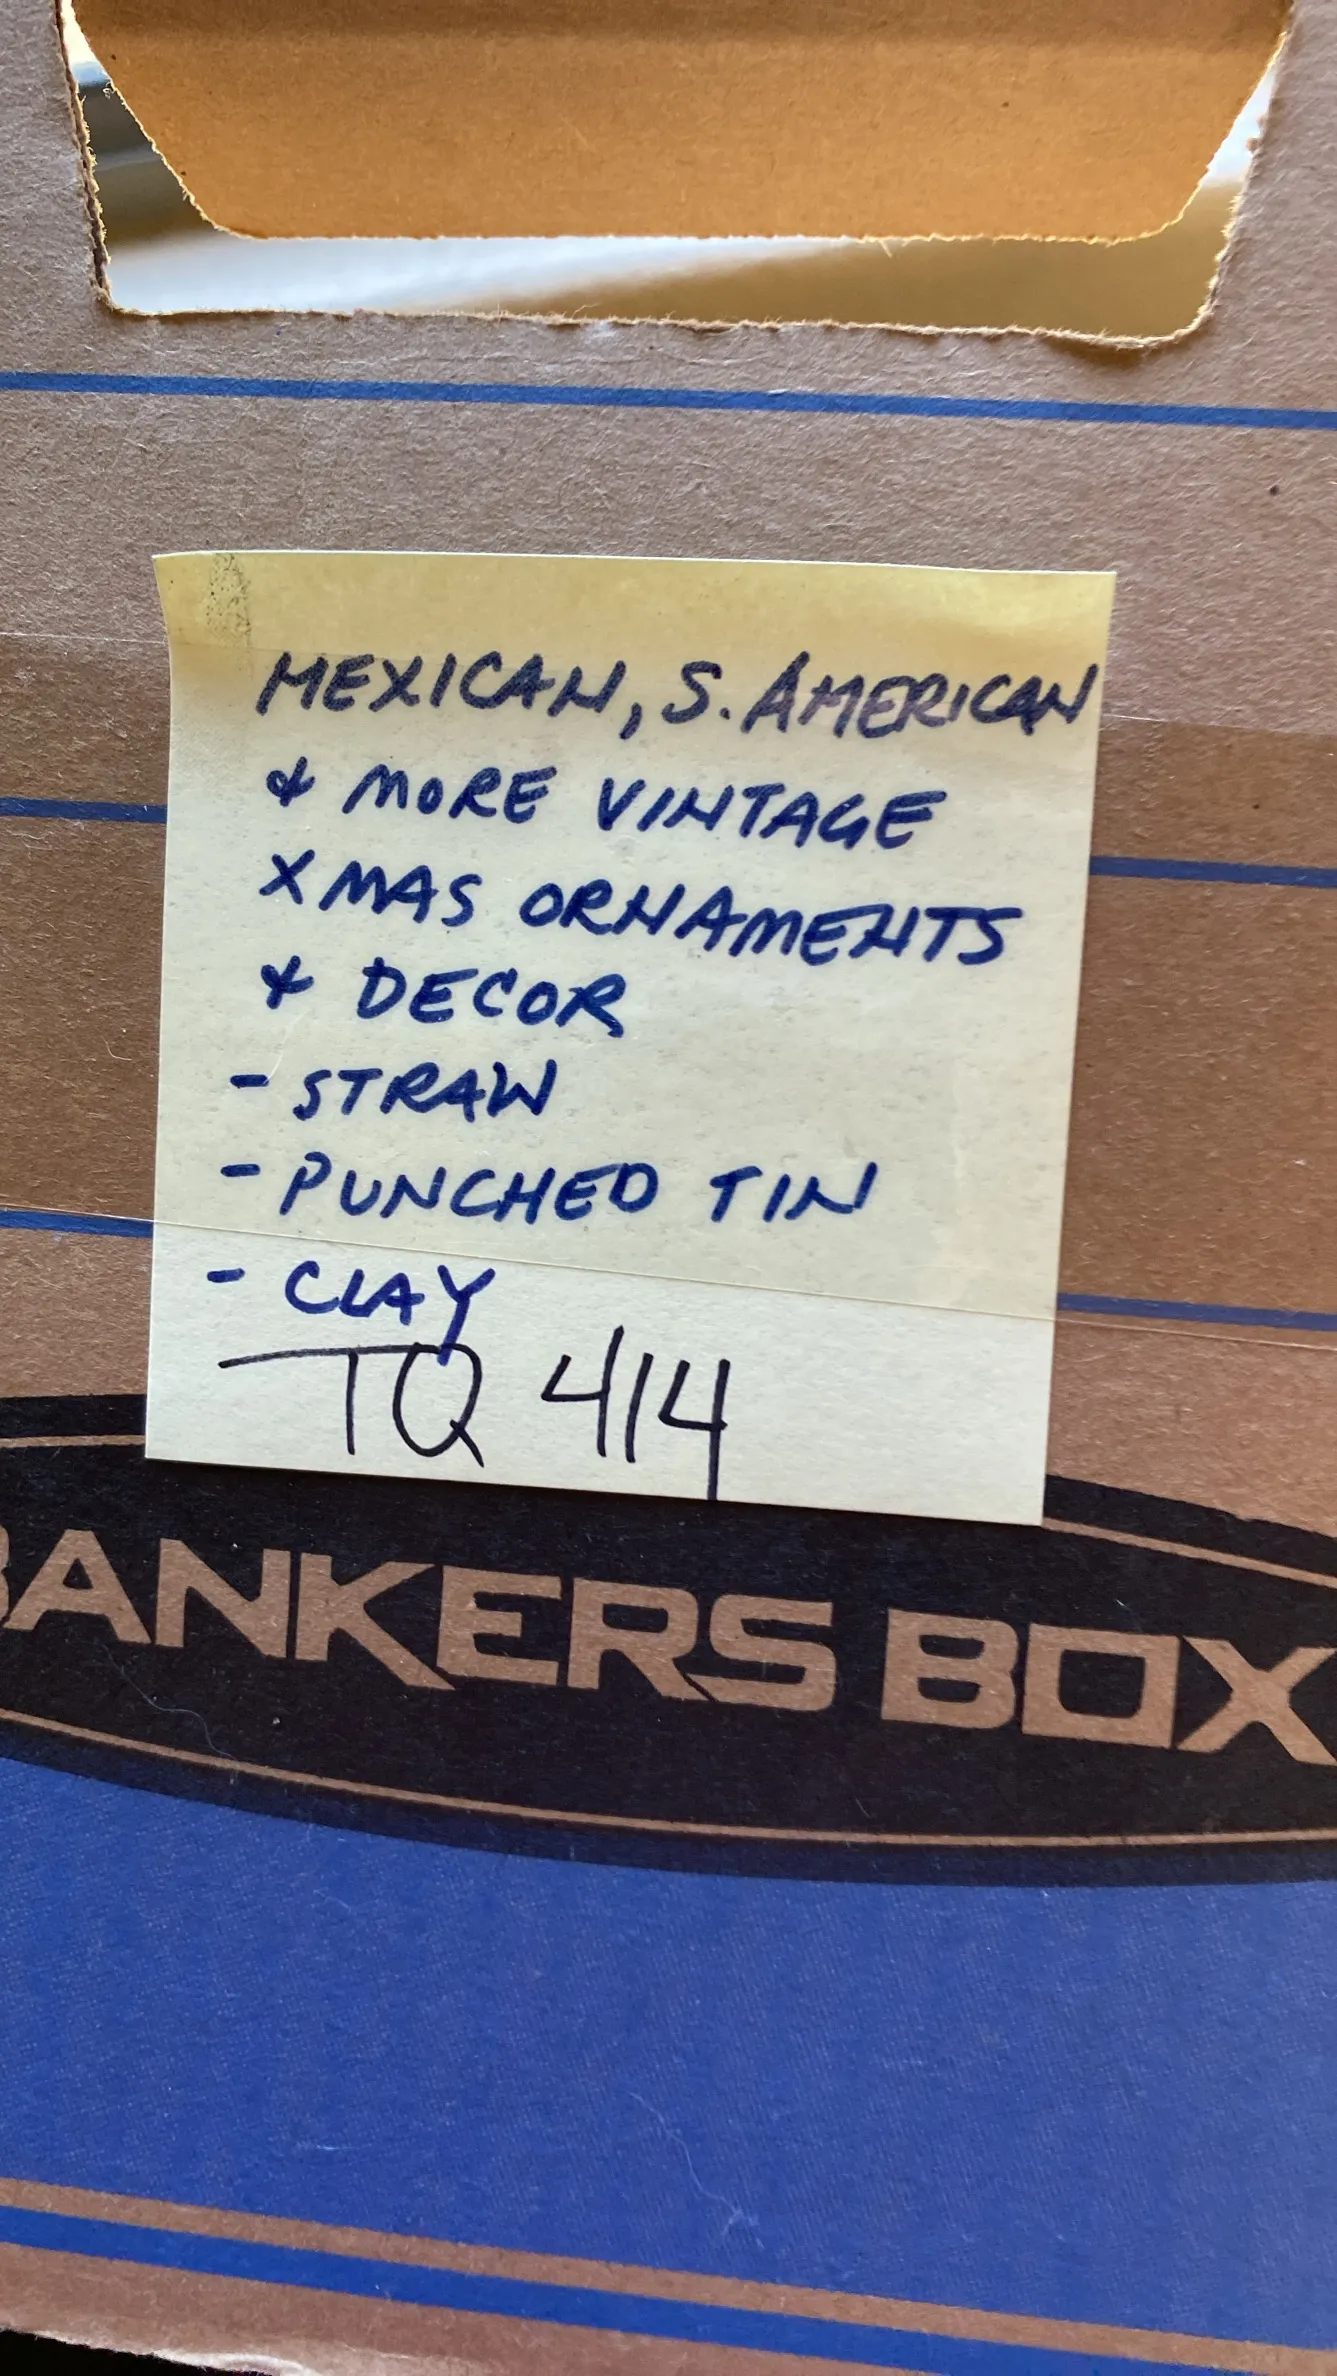 MEXICAN, S. AMERICAN
& MORE VINTAGE
XMAS ORNAMENTS
& DECOR
- STRAW
- PUNCHED TIN
- CLAY
TQ 414
BANKERS BOX